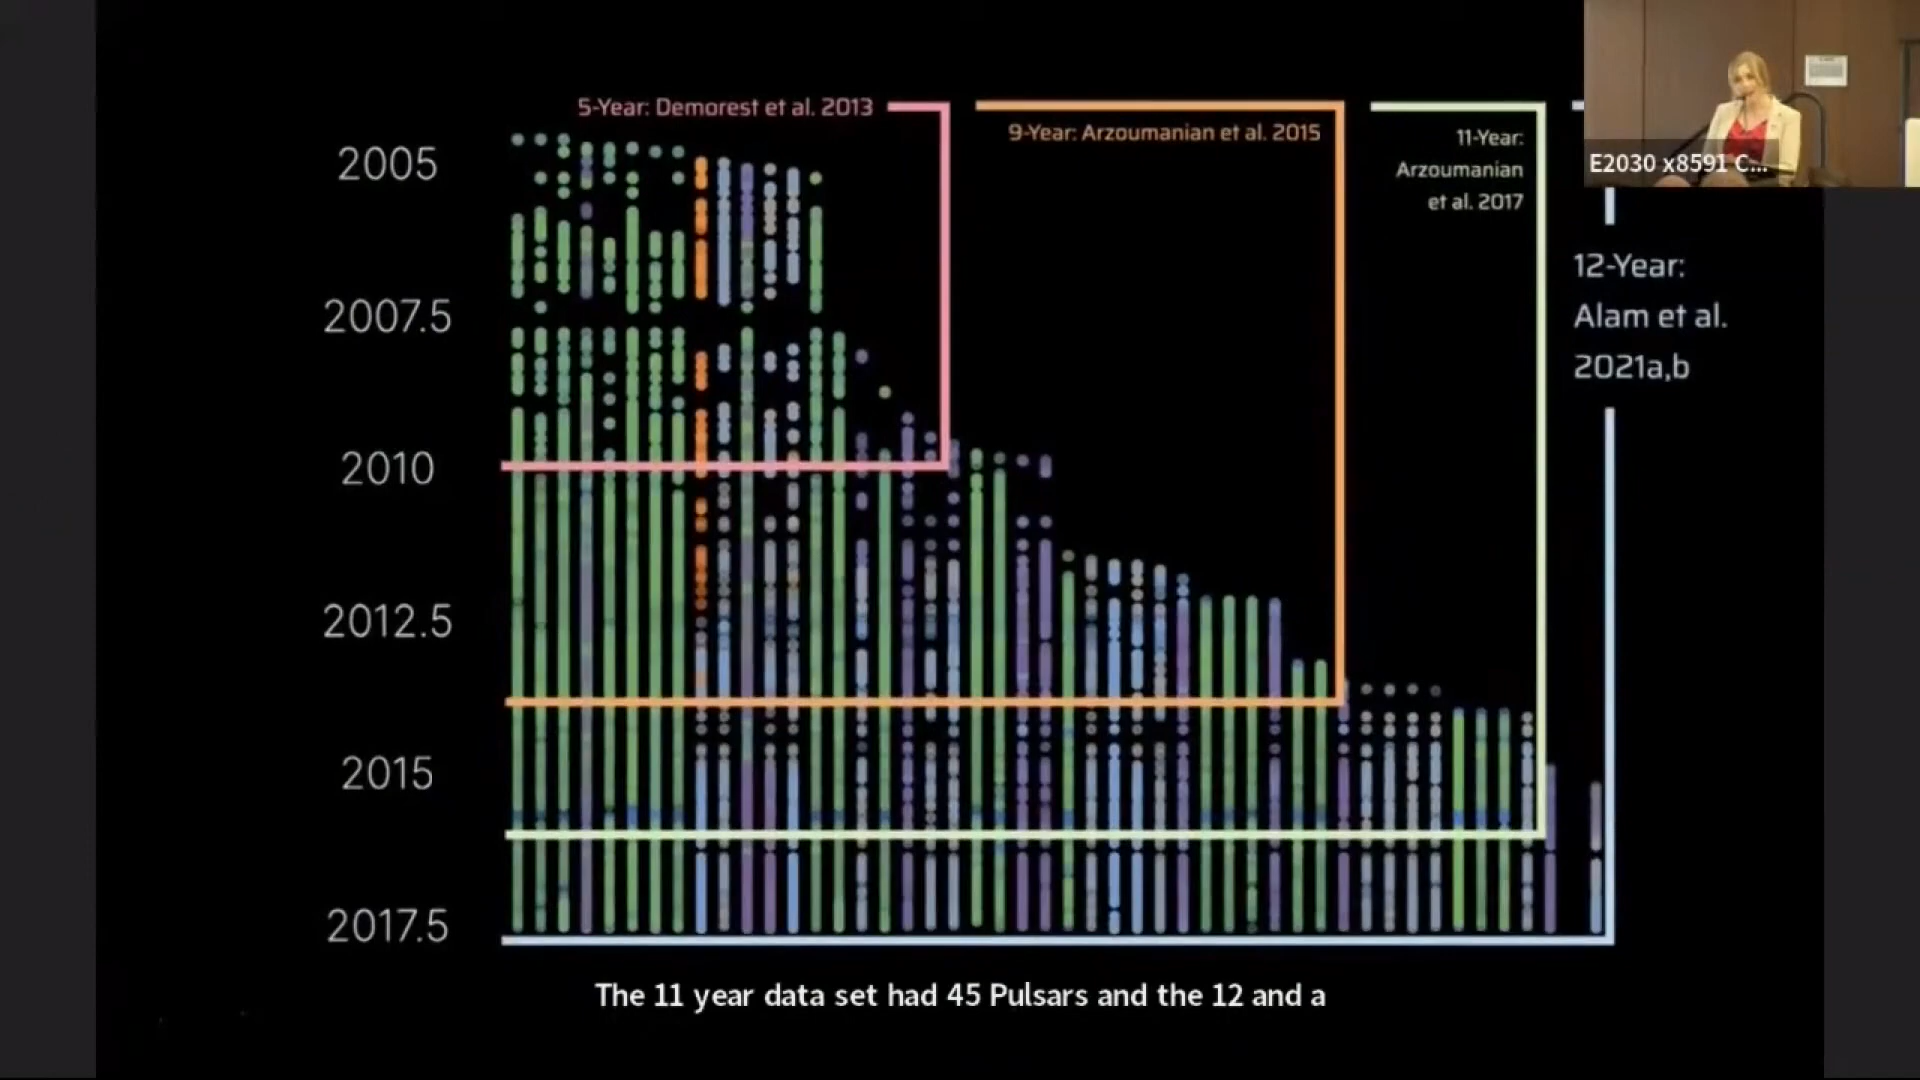 5-Year: Demorest et al. 2013
9-Year: Arzoumanian et al. 2015
11-Year:
Arzoumanian
et al. 2017
E2030 x8591 C...
12-Year:
Alam et al.
2021a,b
2005
2007.5
2010
2012.5
2015
2017.5
The 11 year data set had 45 Pulsars and the 12 and a